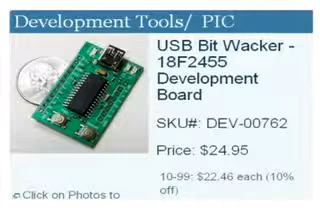 Development Tools/ PIC
USB Bit Wacker -
18F2455
Development
Board
SKU#: DEV-00762
Price: $24.95
10-99: $22.46 each (10%
off)
Click on Photos to